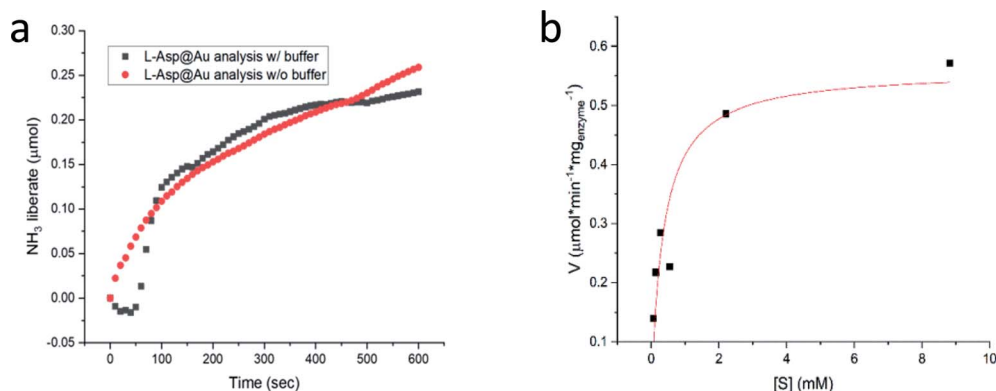 a
L-Asp@Au analysis w/ buffer
L-Asp@Au analysis w/o buffer
NH₃ liberate (μmol)
0.30
0.25
0.20
0.15
0.10
0.05
0.00
-0.05
0 100 200 300 400 500 600
Time (sec)
b
V (μmol*min⁻¹*mg_enzyme⁻¹)
0.6
0.5
0.4
0.3
0.2
0.1
0 2 4 6 8 10
[S] (mM)